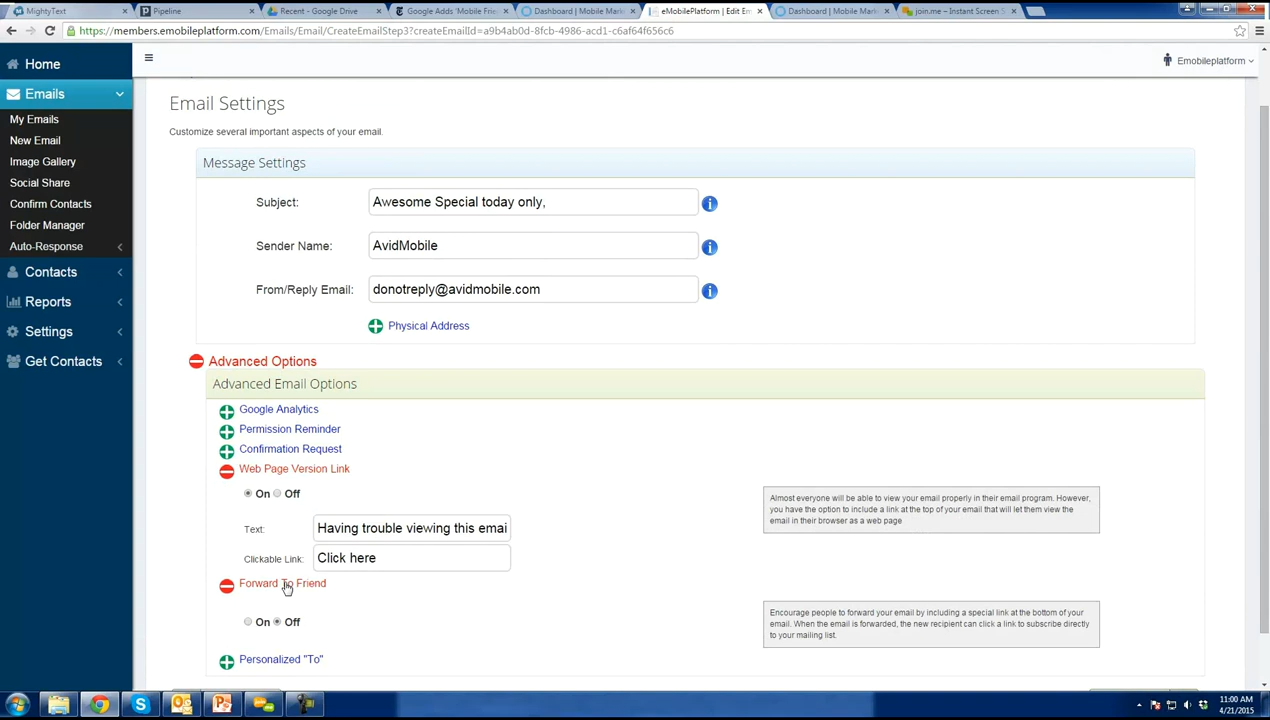 MightyText
Pipeline
Recent - Google Drive
Google Adds 'Mobile Frie
Dashboard | Mobile Mark
eMobilePlatform | Edit Em
Dashboard | Mobile Mark
join.me – Instant Screen S
https://members.emobileplatform.com/Emails/Email/CreateEmailStep3?createEmailId=a9b4ab0d-8fcb-4986-acd1-c6af64f656c6
Home
Emobileplatform
Emails
My Emails
New Email
Image Gallery
Social Share
Confirm Contacts
Folder Manager
Auto-Response
Contacts
Reports
Settings
Get Contacts
Email Settings
Customize several important aspects of your email.
Message Settings
Subject: Awesome Special today only,
Sender Name: AvidMobile
From/Reply Email: donotreply@avidmobile.com
Physical Address
Advanced Options
Advanced Email Options
Google Analytics
Permission Reminder
Confirmation Request
Web Page Version Link
On Off
Almost everyone will be able to view your email properly in their email program. However,
you have the option to include a link at the top of your email that will let them view the
email in their browser as a web page
Text: Having trouble viewing this emai
Clickable Link: Click here
Forward To Friend
On Off
Encourage people to forward your email by including a special link at the bottom of your
email. When the email is forwarded, the new recipient can click a link to subscribe directly
to your mailing list.
Personalized "To"
11:00 AM
4/21/2015